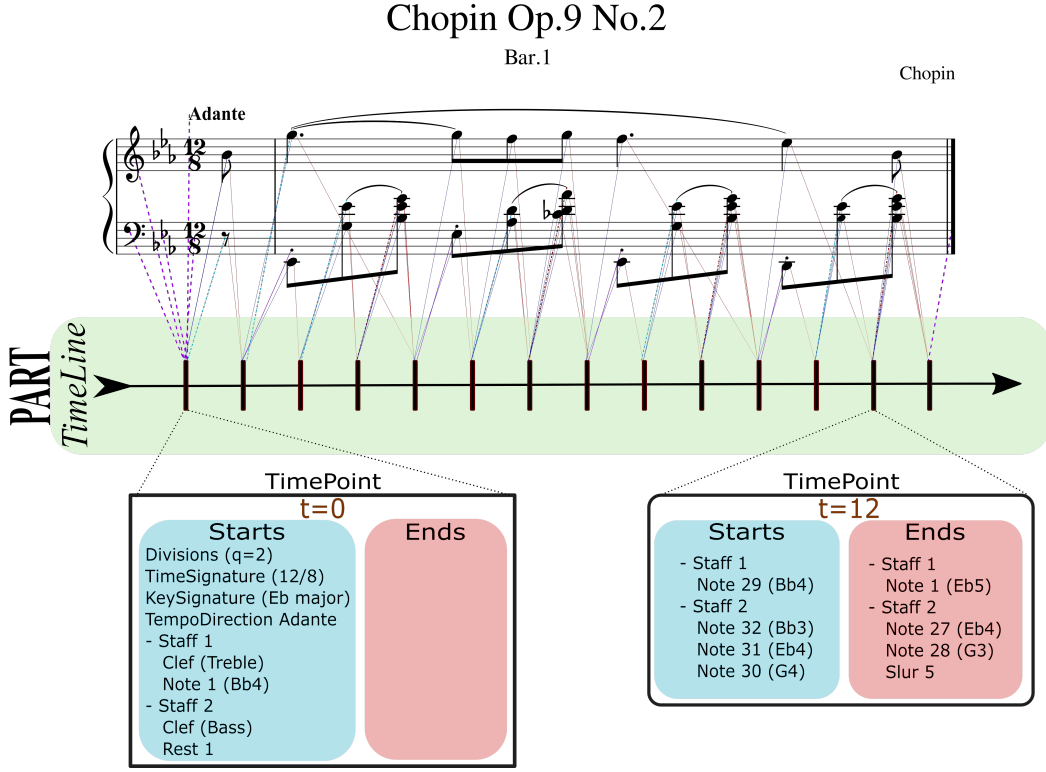 Chopin Op.9 No.2
Bar.1
Chopin
Adante
12
8
12
8
PART
TimeLine
TimePoint
t=0
Starts
Divisions (q=2)
TimeSignature (12/8)
KeySignature (Eb major)
TempoDirection Adante
- Staff 1
Clef (Treble)
Note 1 (Bb4)
- Staff 2
Clef (Bass)
Rest 1
Ends
TimePoint
t=12
Starts
- Staff 1
Note 29 (Bb4)
- Staff 2
Note 32 (Bb3)
Note 31 (Eb4)
Note 30 (G4)
Ends
- Staff 1
Note 1 (Eb5)
- Staff 2
Note 27 (Eb4)
Note 28 (G3)
Slur 5